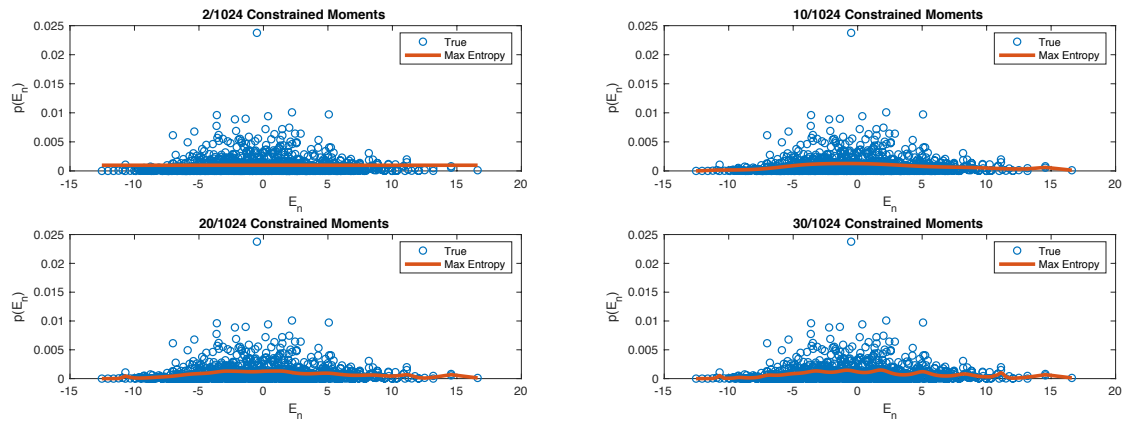 2/1024 Constrained Moments
0.025
0.02
0.015
0.01
0.005
0
p(E_n)
-15
-10
-5
0
5
10
15
20
E_n
True
Max Entropy
10/1024 Constrained Moments
0.025
0.02
0.015
0.01
0.005
0
p(E_n)
-15
-10
-5
0
5
10
15
20
E_n
True
Max Entropy
20/1024 Constrained Moments
0.025
0.02
0.015
0.01
0.005
0
p(E_n)
-15
-10
-5
0
5
10
15
20
E_n
True
Max Entropy
30/1024 Constrained Moments
0.025
0.02
0.015
0.01
0.005
0
p(E_n)
-15
-10
-5
0
5
10
15
20
E_n
True
Max Entropy